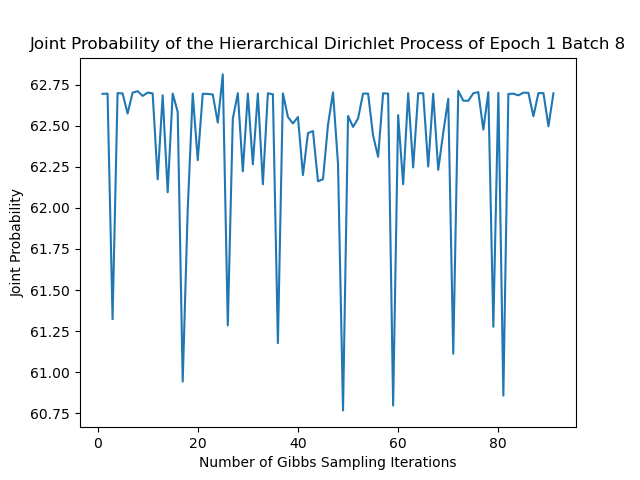 Joint Probability of the Hierarchical Dirichlet Process of Epoch 1 Batch 8
62.75
62.50
62.25
62.00
61.75
61.50
61.25
61.00
60.75
Joint Probability
0 20 40 60 80
Number of Gibbs Sampling Iterations